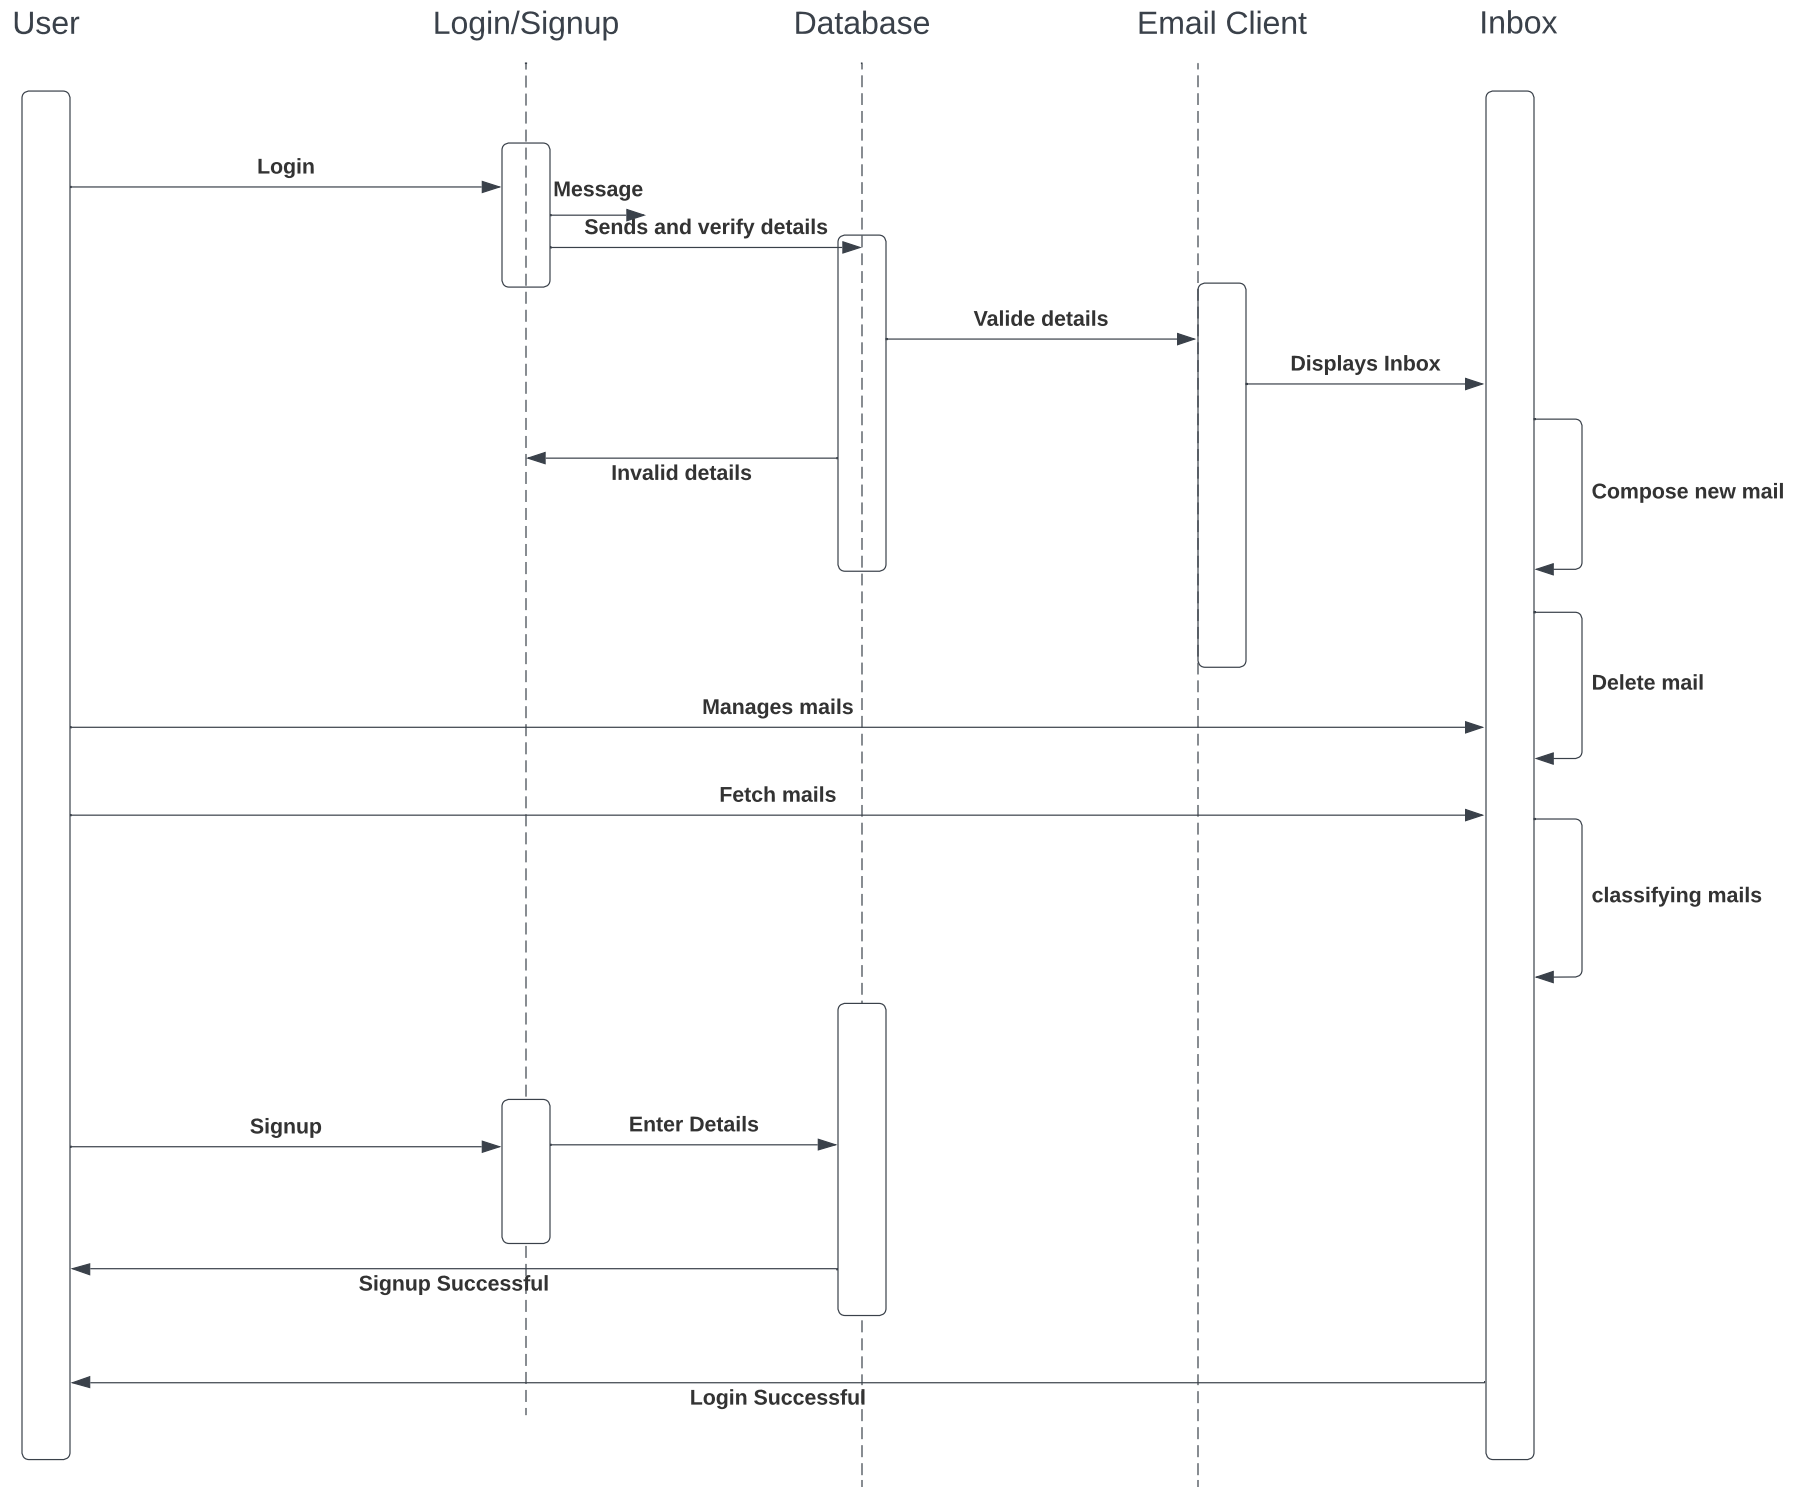 User
Login/Signup
Database
Email Client
Inbox
Login
Message
Sends and verify details
Valide details
Displays Inbox
Invalid details
Compose new mail
Delete mail
Manages mails
Fetch mails
classifying mails
Signup
Enter Details
Signup Successful
Login Successful